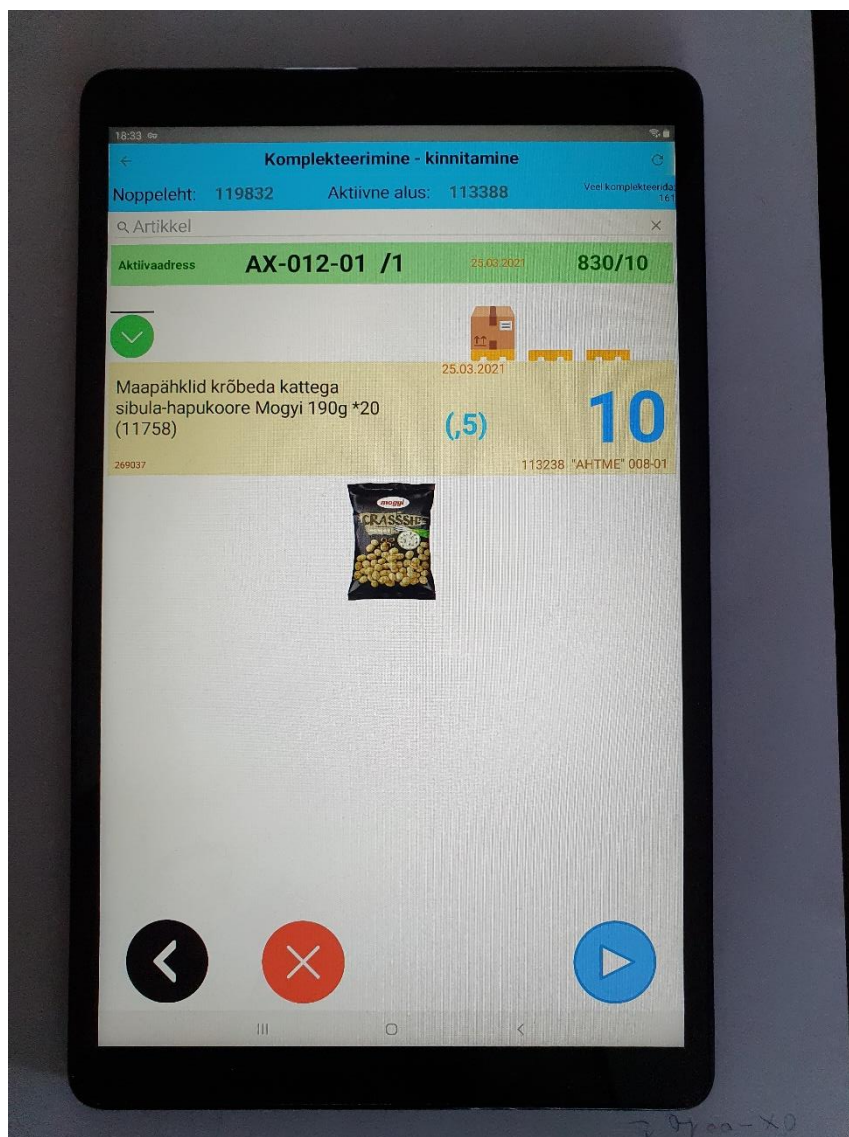 18:33
Komplekteerimine - kinnitamine
Noppeleht: 119832 Aktiivne alus: 113388 Veel komplekteerida: 161
Artikkel
Aktiivaadress AX-012-01 /1 25.03.2021 830/10
25.03.2021
Maapähklid krõbeda kattega
sibula-hapukoore Mogyi 190g *20
(11758)
(,5) 10
269037 113238 "AHTME" 008-01
mogyi
CRASSSH